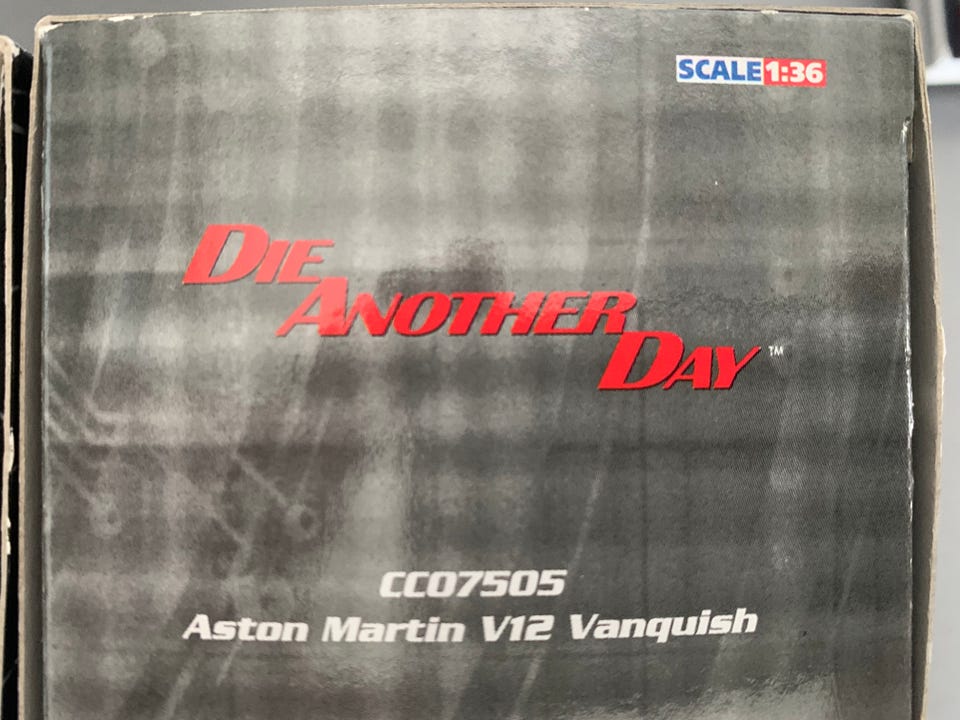 SCALE 1:36
DIE
ANOTHER
DAY™
CC07505
Aston Martin V12 Vanquish